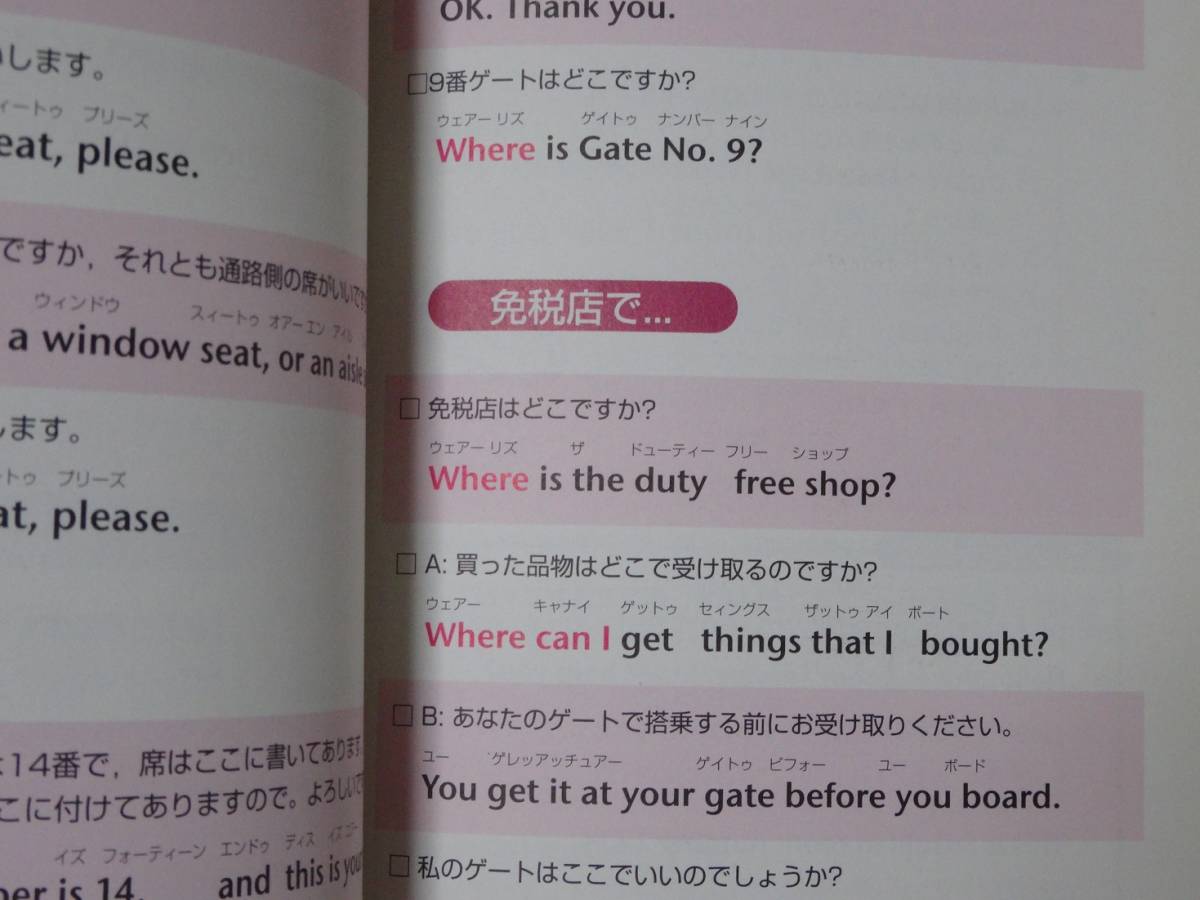 します。
ィートゥ プリーズ
eat, please.
ですか，それとも通路側の席がいいです
ウィンドウ スィートゥ オアー エン アイル
a window seat, or an aisle
します。
ートゥ プリーズ
at, please.
14番で，席はここに書いてあります
こに付けてありますので。よろしいで
イズ フォーティーン エンドゥ ディス イズ
ber is 14. and this is your
OK. Thank you.
□9番ゲートはどこですか?
ウェアー リズ ゲイトゥ ナンバー ナイン
Where is Gate No. 9?
免税店で...
□ 免税店はどこですか?
ウェアー リズ ザ ドューティー フリー ショップ
Where is the duty free shop?
□ A: 買った品物はどこで受け取るのですか?
ウェアー キャナイ ゲットゥ セィングス ザットゥ アイ ボート
Where can I get things that I bought?
□ B: あなたのゲートで搭乗する前にお受け取りください。
ユー ゲレッアッチュアー ゲイトゥ ビフォー ユー ボード
You get it at your gate before you board.
□ 私のゲートはここでいいのでしょうか?